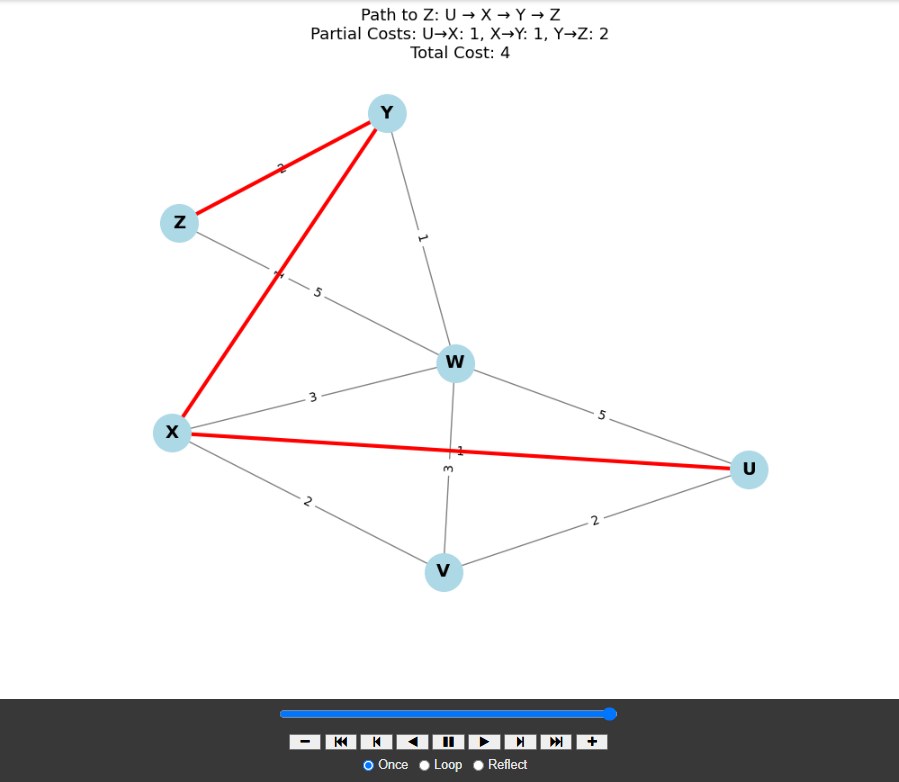 Path to Z: U → X → Y → Z
Partial Costs: U→X: 1, X→Y: 1, Y→Z: 2
Total Cost: 4
Y
2
Z
1
1
5
W
3
5
X
1
3
U
2
2
V
Once Loop Reflect